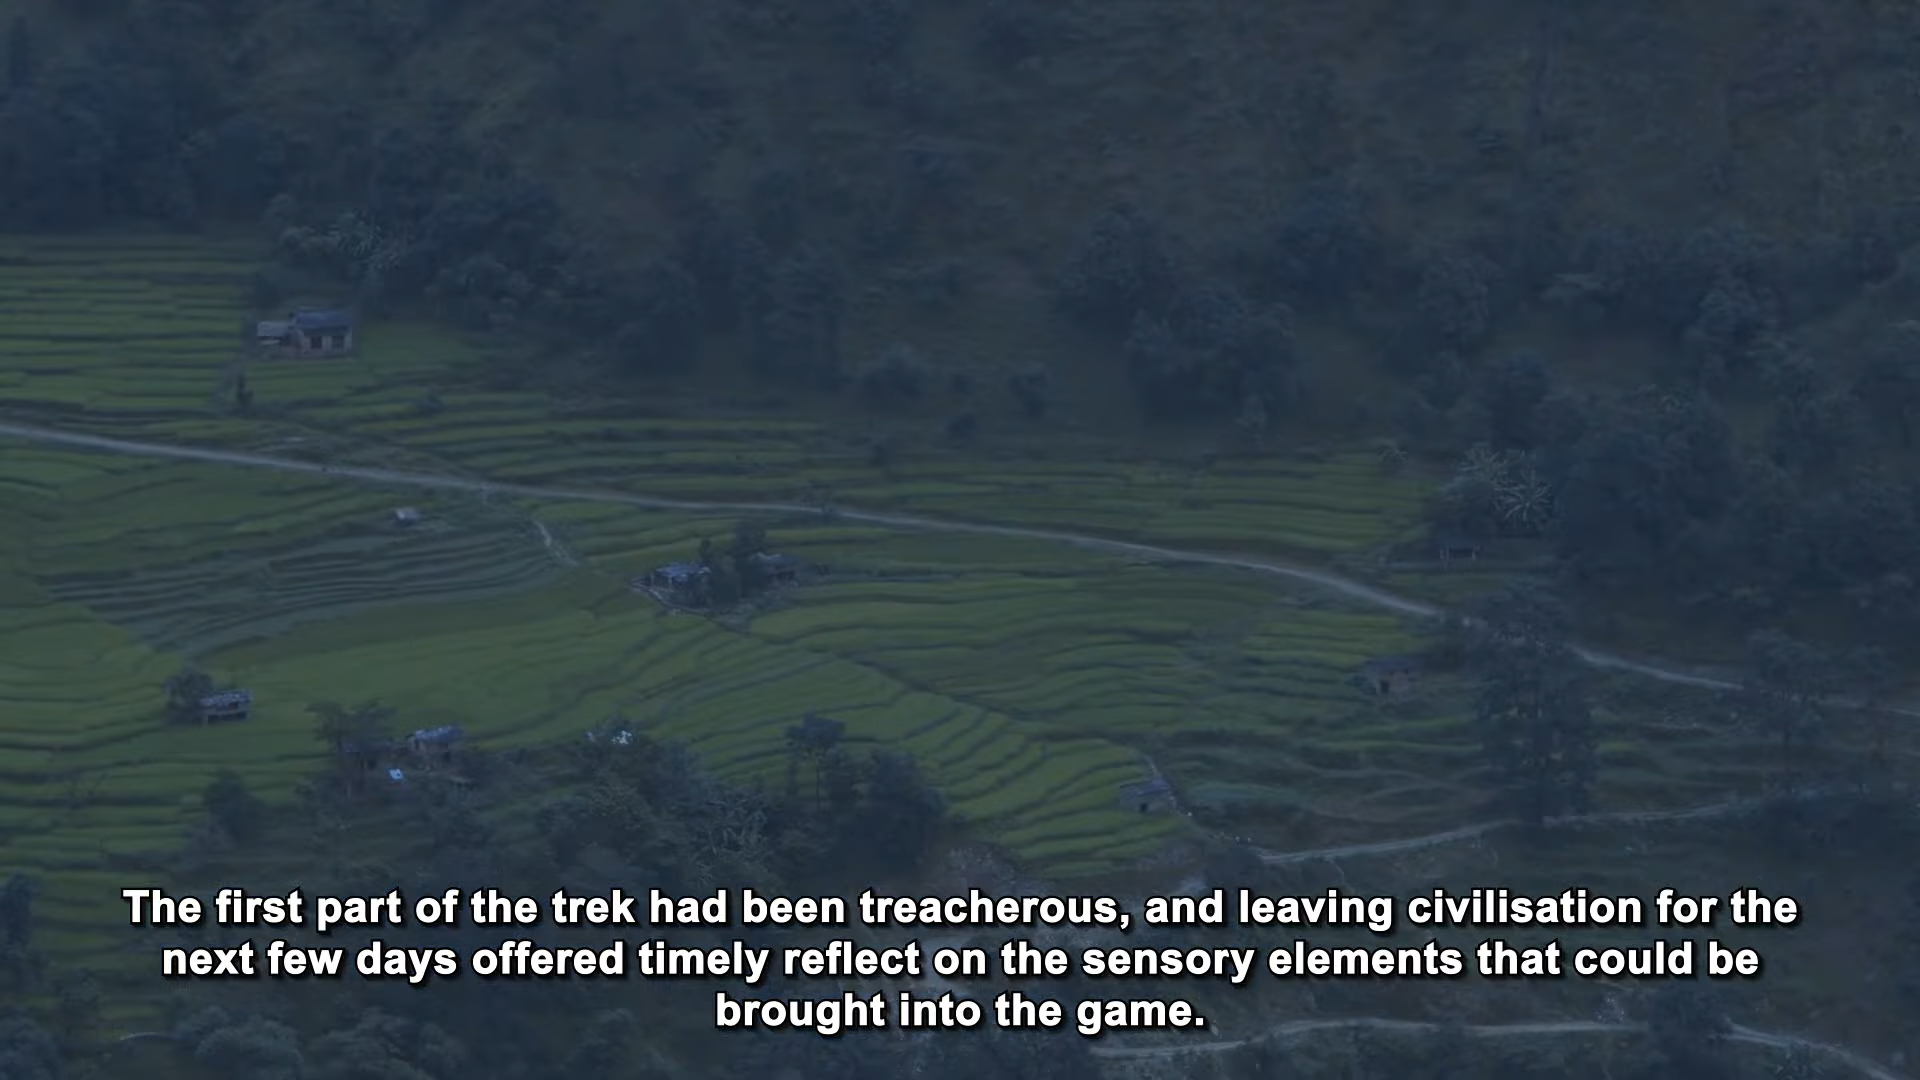 The first part of the trek had been treacherous, and leaving civilisation for the
next few days offered timely reflect on the sensory elements that could be
brought into the game.